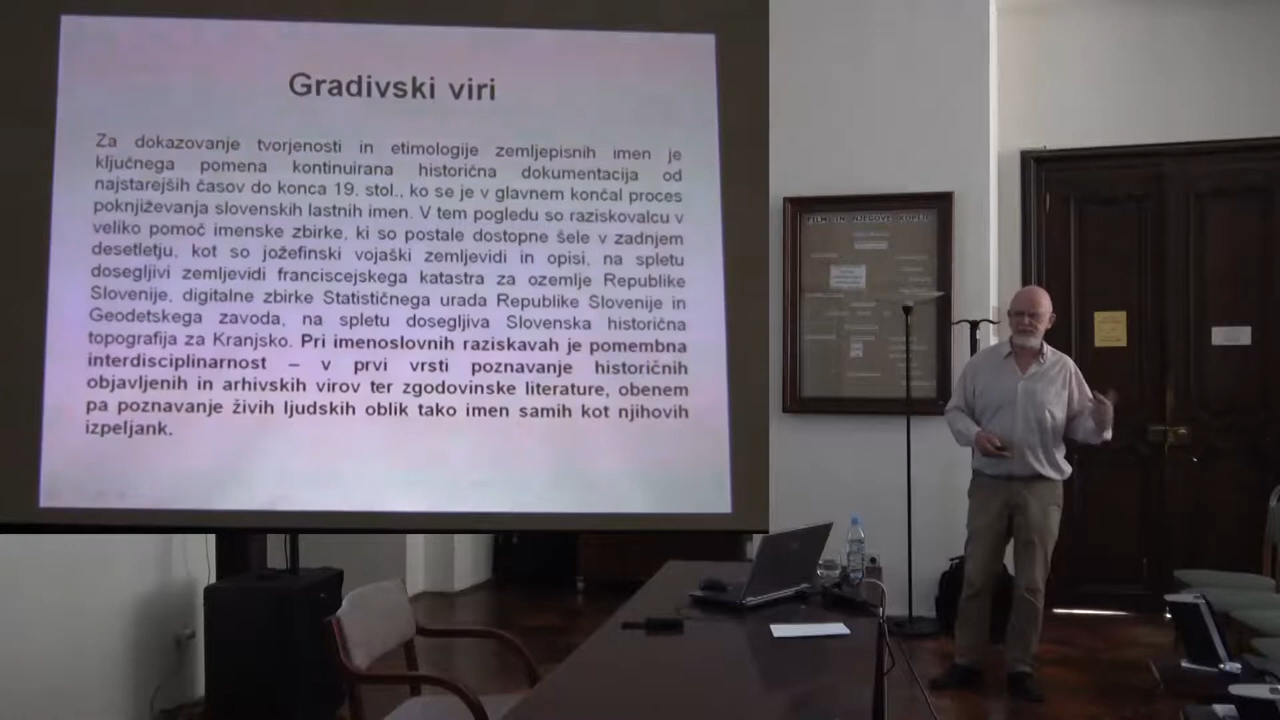 Gradivski viri
Za dokazovanje tvorjenosti in etimologije zemljepisnih imen je
ključnega pomena kontinuirana historična dokumentacija od
najstarejših časov do konca 19. stol., ko se je v glavnem končal proces
poknjiževanja slovenskih lastnih imen. V tem pogledu so raziskovalcu v
veliko pomoč imenske zbirke, ki so postale dostopne šele v zadnjem
desetletju, kot so jožefinski vojaški zemljevidi in opisi, na spletu
dosegljivi zemljevidi franciscejskega katastra za ozemlje Republike
Slovenije, digitalne zbirke Statističnega urada Republike Slovenije in
Geodetskega zavoda, na spletu dosegljiva Slovenska historična
topografija za Kranjsko. Pri imenoslovnih raziskavah je pomembna
interdisciplinarnost – v prvi vrsti poznavanje historičnih
objavljenih in arhivskih virov ter zgodovinske literature, obenem
pa poznavanje živih ljudskih oblik tako imen samih kot njihovih
izpeljank.
FILM IN NJEGOVE KOPIJE